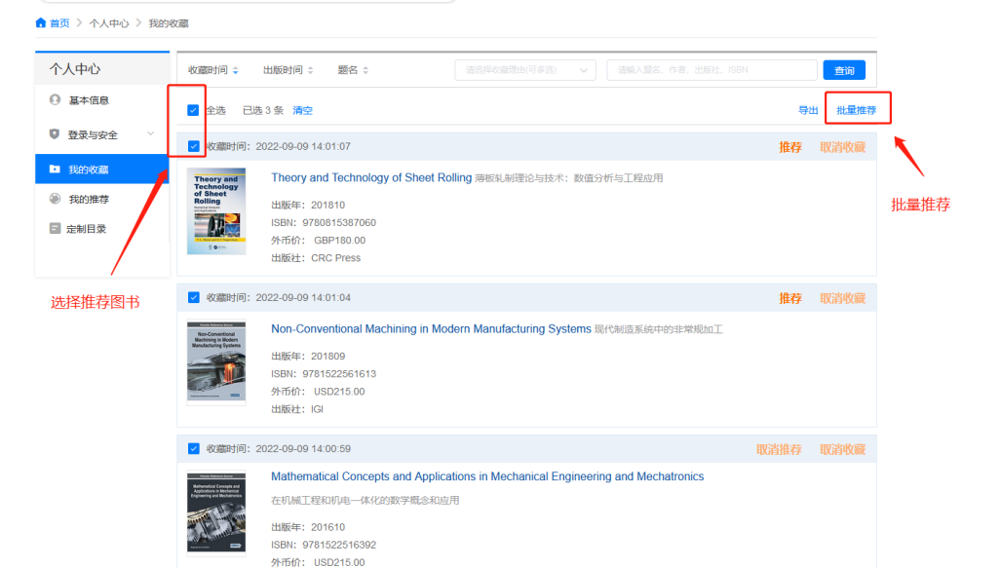 首页 > 个人中心 > 我的收藏
个人中心
基本信息
登录与安全
我的收藏
我的推荐
定制目录
选择推荐图书
收藏时间 出版时间 题名 请选择收藏理由(可多选) 请输入题名、作者、出版社、ISBN 查询
全选 已选 3 条 清空 导出 批量推荐
批量推荐
收藏时间：2022-09-09 14:01:07 推荐 取消收藏
Theory and
Technology
of Sheet
Rolling
Theory and Technology of Sheet Rolling 薄板轧制理论与技术：数值分析与工程应用
出版年：201810
ISBN：9780815387060
外币价： GBP180.00
出版社：CRC Press
收藏时间：2022-09-09 14:01:04 推荐 取消收藏
Non-Conventional
Machining in Modern
Manufacturing Systems
Non-Conventional Machining in Modern Manufacturing Systems 现代制造系统中的非常规加工
出版年：201809
ISBN：9781522561613
外币价： USD215.00
出版社：IGI
收藏时间：2022-09-09 14:00:59 取消推荐 取消收藏
Mathematical Concepts and
Applications in Mechanical
Engineering and Mechatronics
Mathematical Concepts and Applications in Mechanical Engineering and Mechatronics
在机械工程和机电一体化的数学概念和应用
出版年：201610
ISBN：9781522516392
外币价： USD215.00